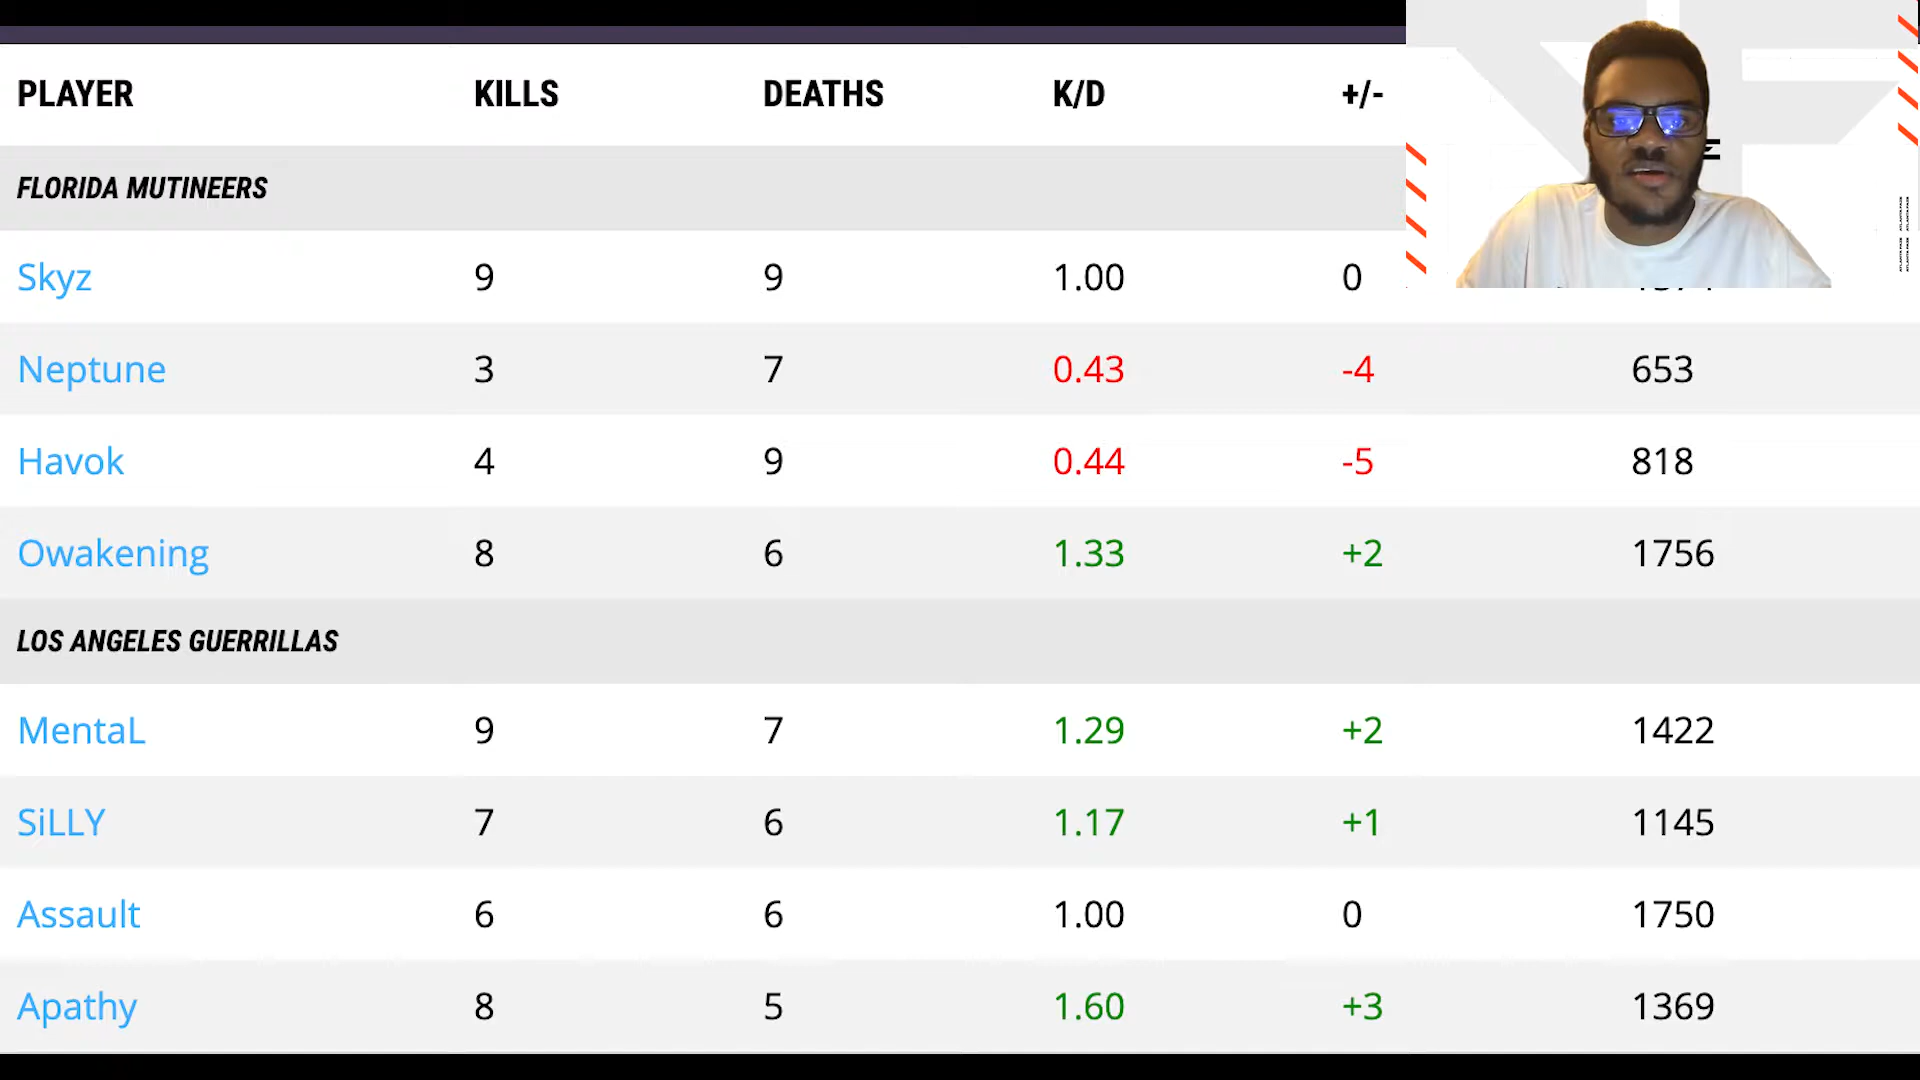 PLAYER KILLS DEATHS K/D +/-
FLORIDA MUTINEERS
Skyz 9 9 1.00 0
Neptune 3 7 0.43 -4 653
Havok 4 9 0.44 -5 818
Owakening 8 6 1.33 +2 1756
LOS ANGELES GUERRILLAS
MentaL 9 7 1.29 +2 1422
SiLLY 7 6 1.17 +1 1145
Assault 6 6 1.00 0 1750
Apathy 8 5 1.60 +3 1369